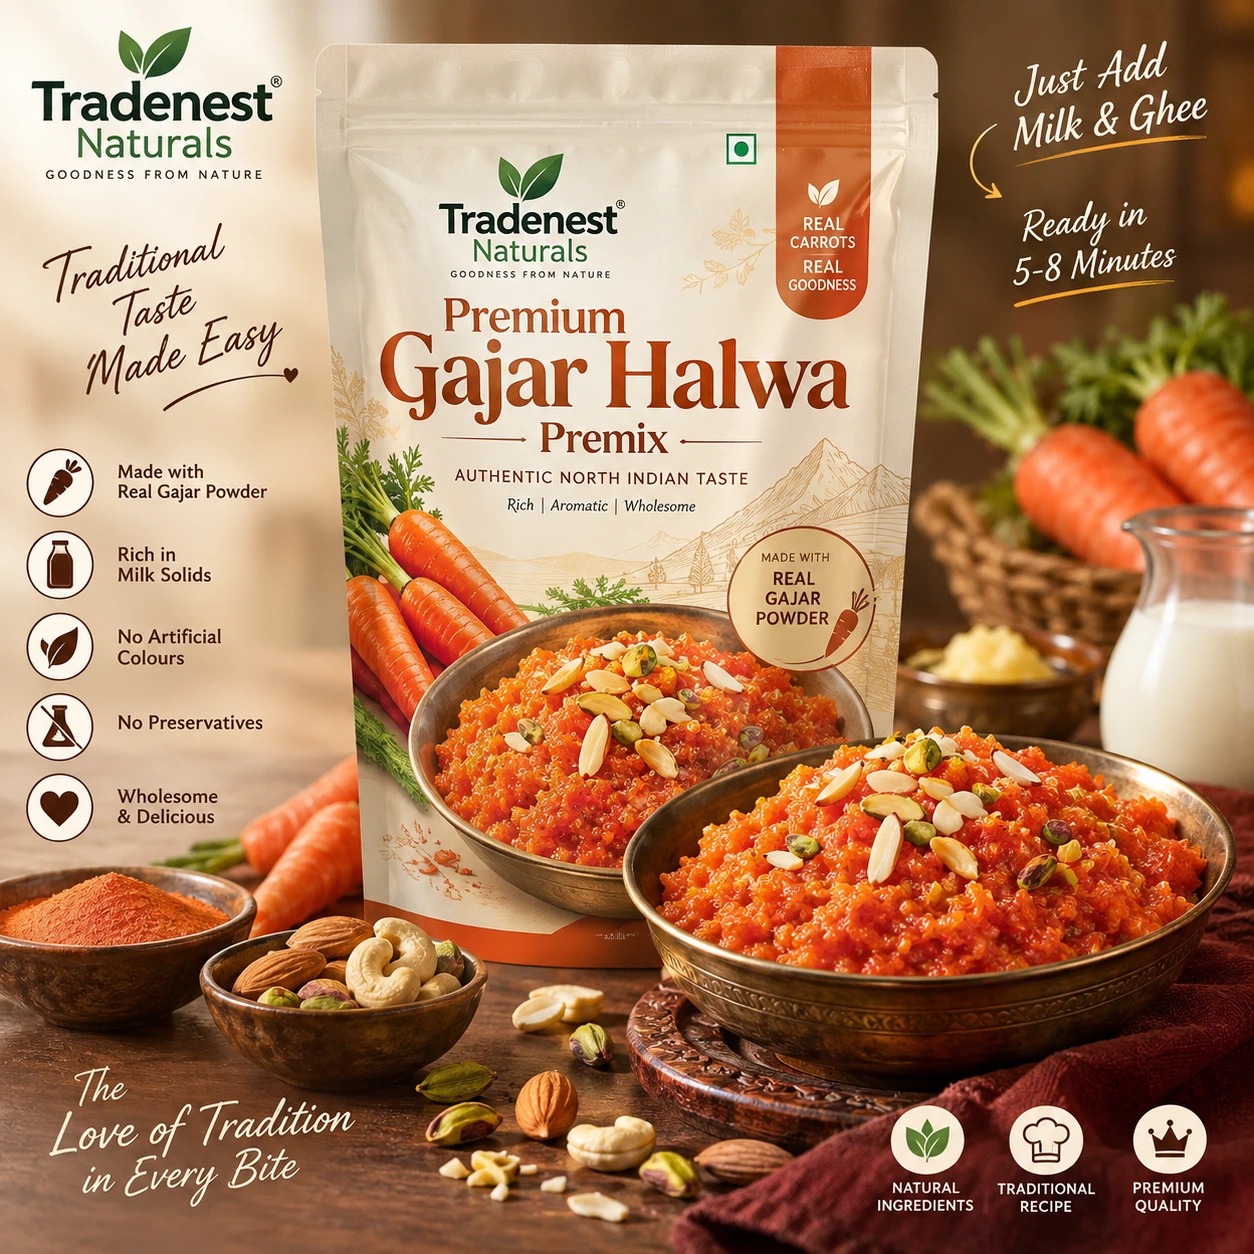 Tradenest®
Naturals
GOODNESS FROM NATURE
Traditional
Taste
Made Easy
Made with
Real Gajar Powder
Rich in
Milk Solids
No Artificial
Colours
No Preservatives
Wholesome
& Delicious
Tradenest®
Naturals
GOODNESS FROM NATURE
REAL
CARROTS
REAL
GOODNESS
Premium
Gajar Halwa
Premix
AUTHENTIC NORTH INDIAN TASTE
Rich | Aromatic | Wholesome
MADE WITH
REAL
GAJAR
POWDER
Just Add
Milk & Ghee
Ready in
5-8 Minutes
The
Love of Tradition
in Every Bite
NATURAL
INGREDIENTS
TRADITIONAL
RECIPE
PREMIUM
QUALITY